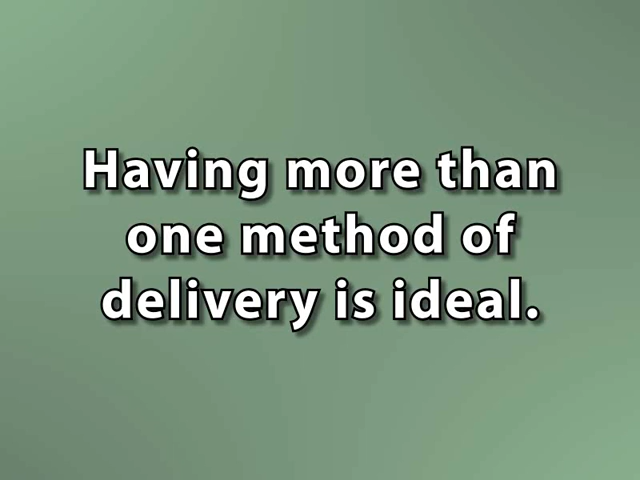 Having more than
one method of
delivery is ideal.